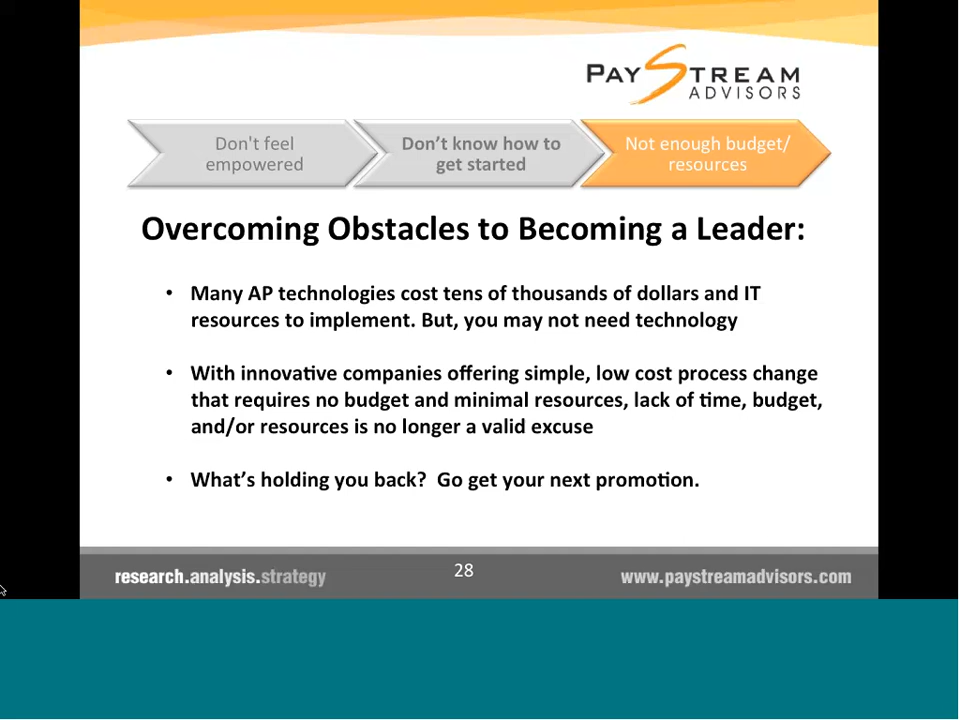 PAYSTREAM
ADVISORS
Don't feel
empowered
Don’t know how to
get started
Not enough budget/
resources
Overcoming Obstacles to Becoming a Leader:
• Many AP technologies cost tens of thousands of dollars and IT
resources to implement. But, you may not need technology
• With innovative companies offering simple, low cost process change
that requires no budget and minimal resources, lack of time, budget,
and/or resources is no longer a valid excuse
• What’s holding you back?  Go get your next promotion.
research.analysis.strategy
28
www.paystreamadvisors.com